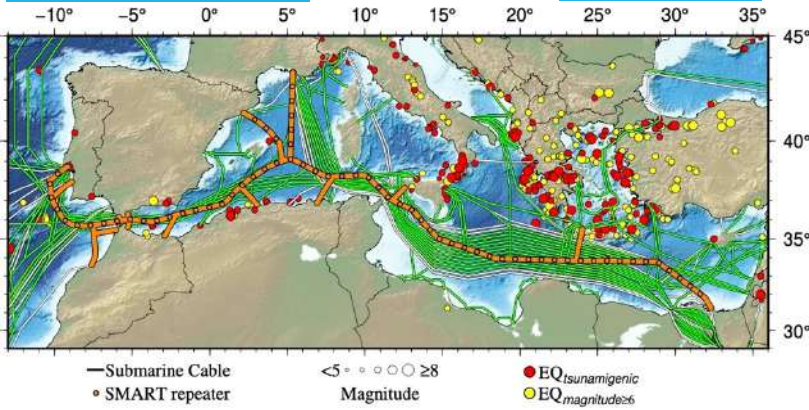 −10° −5° 0° 5° 10° 15° 20° 25° 30° 35°
45°
40°
35°
30°
Submarine Cable <5 ≥8 EQtsunamigenic
SMART repeater Magnitude EQmagnitude≥6